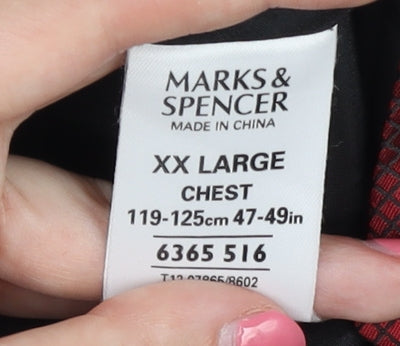 MARKS &
SPENCER
MADE IN CHINA
XX LARGE
CHEST
119-125cm 47-49in
6365 516